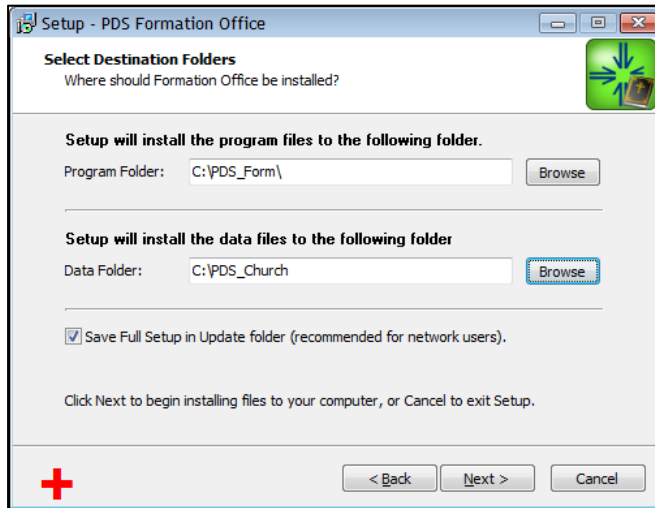 Setup - PDS Formation Office
Select Destination Folders
Where should Formation Office be installed?
Setup will install the program files to the following folder.
Program Folder: C:\PDS_Form\ Browse
Setup will install the data files to the following folder
Data Folder: C:\PDS_Church Browse
Save Full Setup in Update folder (recommended for network users).
Click Next to begin installing files to your computer, or Cancel to exit Setup.
< Back Next > Cancel